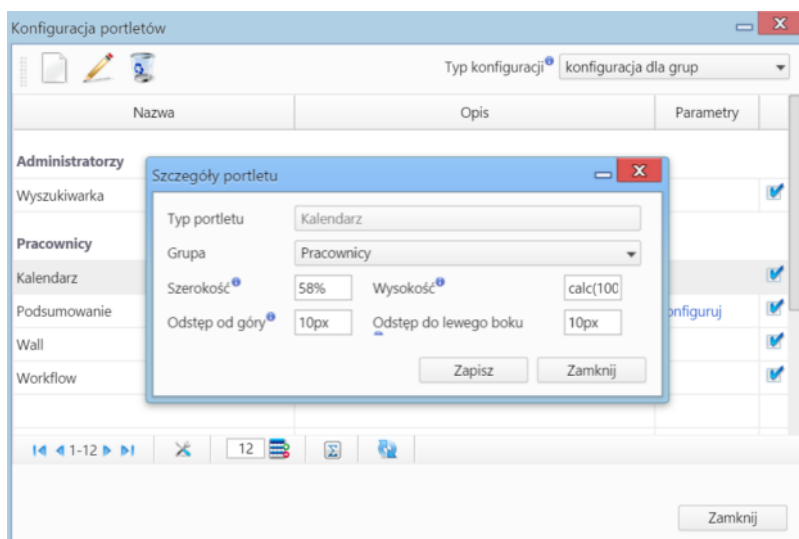 Konfiguracja portletów
Typ konfiguracji konfiguracja dla grup
Nazwa Opis Parametry
Administratorzy
Wyszukiwarka
Pracownicy
Kalendarz
Podsumowanie onfiguruj
Wall
Workflow
Szczegóły portletu
Typ portletu Kalendarz
Grupa Pracownicy
Szerokość 58% Wysokość calc(100
Odstęp od góry 10px Odstęp do lewego boku 10px
Zapisz Zamknij
1-12 12
Zamknij